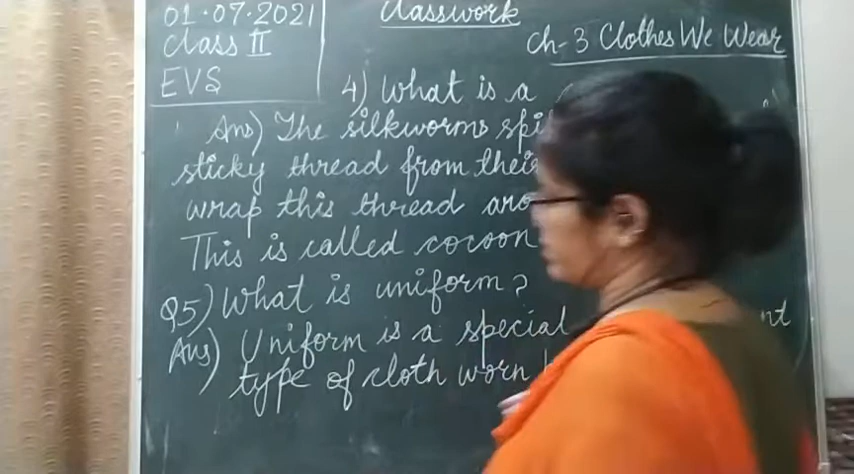 01.07.2021
Classwork
Class II
Ch-3 Clothes We Wear
EVS
4) What is a
Ans) The silkworms
sticky thread from their
wrap this thread
This is called cocoon
Q5) What is uniform?
Ans) Uniform is a special
type of cloth worn